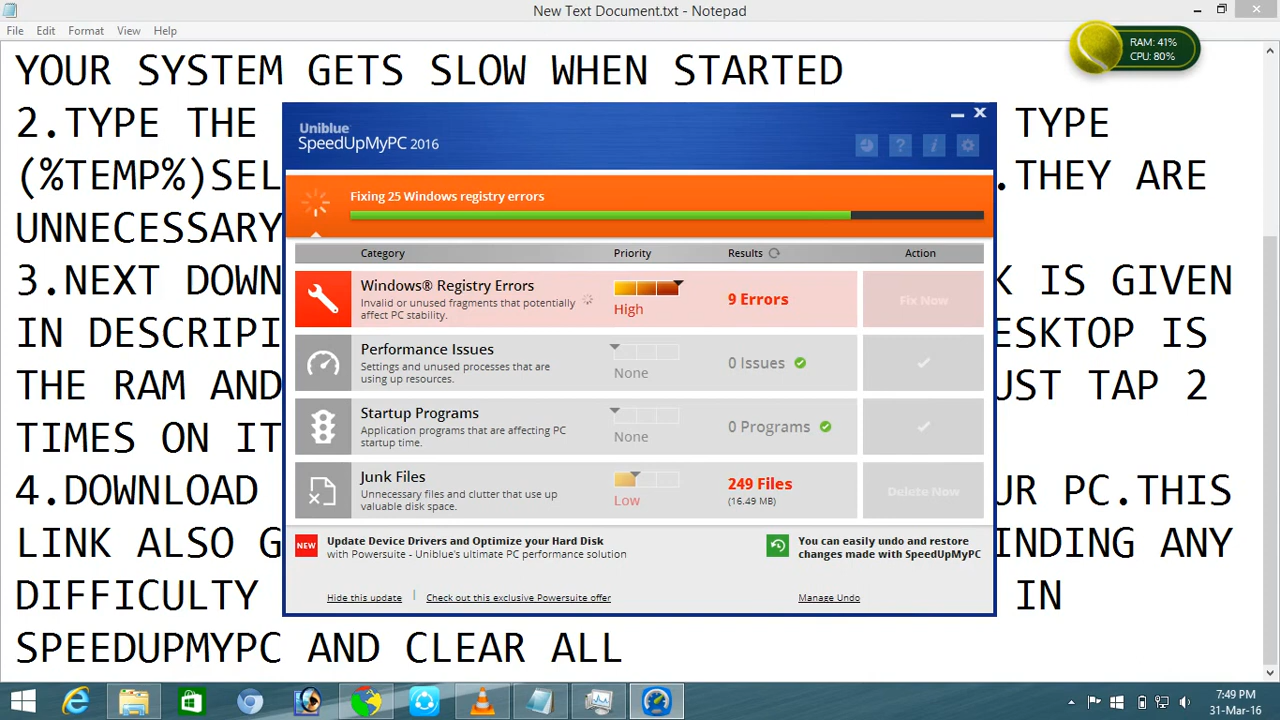 New Text Document.txt - Notepad
File Edit Format View Help
RAM: 41%
CPU: 80%
YOUR SYSTEM GETS SLOW WHEN STARTED
2.TYPE THE TYPE
(%TEMP%)SEL .THEY ARE
UNNECESSARY
3.NEXT DOWN K IS GIVEN
IN DESCRIPI ESKTOP IS
THE RAM AND UST TAP 2
TIMES ON IT
4.DOWNLOAD UR PC.THIS
LINK ALSO G INDING ANY
DIFFICULTY IN
SPEEDUPMYPC AND CLEAR ALL
Uniblue
SpeedUpMyPC 2016
Fixing 25 Windows registry errors
Category Priority Results Action
Windows® Registry Errors
Invalid or unused fragments that potentially
affect PC stability.
High
9 Errors
Fix Now
Performance Issues
Settings and unused processes that are
using up resources.
None
0 Issues
Startup Programs
Application programs that are affecting PC
startup time.
None
0 Programs
Junk Files
Unnecessary files and clutter that use up
valuable disk space.
Low
249 Files
(16.49 MB)
Delete Now
NEW
Update Device Drivers and Optimize your Hard Disk
with Powersuite - Uniblue's ultimate PC performance solution
You can easily undo and restore
changes made with SpeedUpMyPC
Hide this update Check out this exclusive Powersuite offer Manage Undo
7:49 PM
31-Mar-16